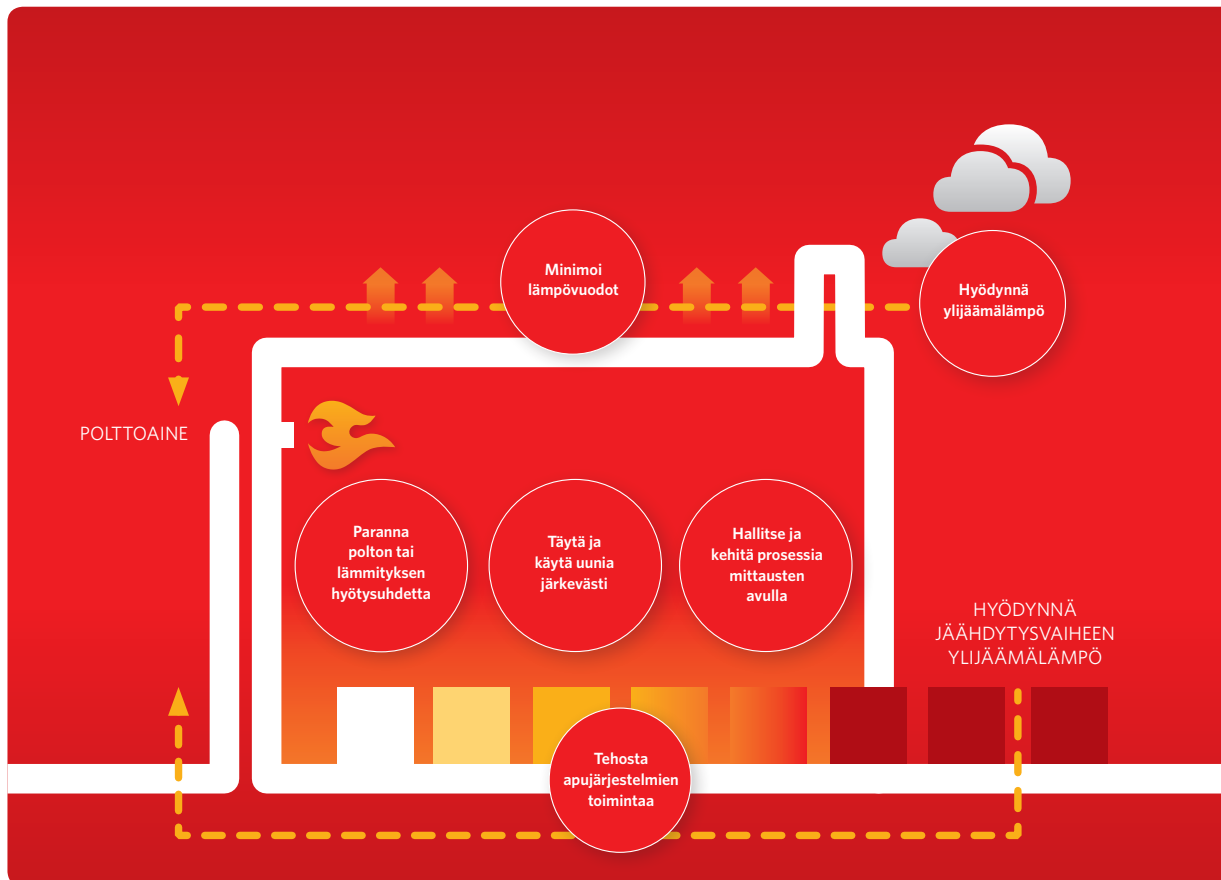 Minimoi
lämpövuodot
Hyödynnä
ylijäämälämpö
POLTTOAINE
Paranna
polton tai
lämmityksen
hyötysuhdetta
Täytä ja
käytä uunia
järkevästi
Hallitse ja
kehitä prosessia
mittausten
avulla
HYÖDYNNÄ
JÄÄHDYTYSVAIHEEN
YLIJÄÄMÄLÄMPÖ
Tehosta
apujärjestelmien
toimintaa